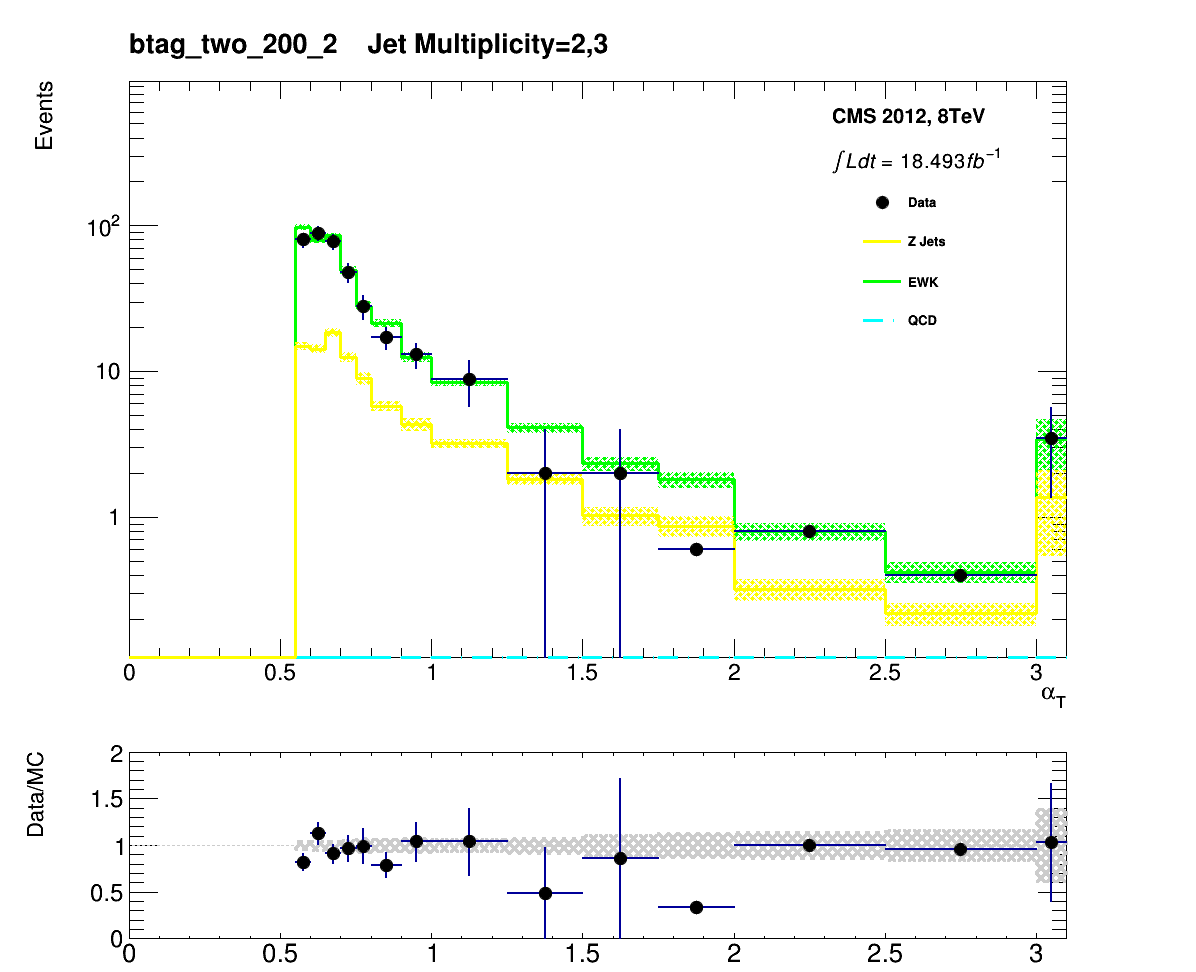 btag_two_200_2 Jet Multiplicity=2,3
Events
CMS 2012, 8TeV
∫Ldt = 18.493fb⁻¹
Data
Z Jets
EWK
QCD
10²
10
1
0 0.5 1 1.5 2 2.5 3
α_T
Data/MC
2
1.5
1
0.5
0
0 0.5 1 1.5 2 2.5 3